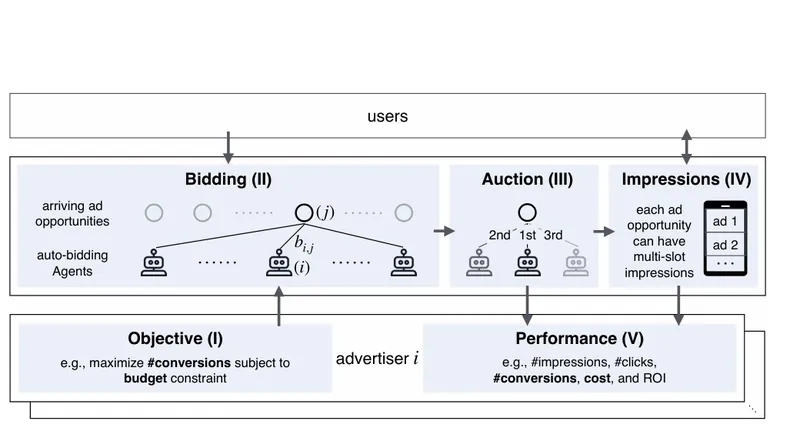 users
Bidding (II)
arriving ad
opportunities
(j)
b_{i,j}
auto-bidding
Agents
(i)
Auction (III)
2nd 1st 3rd
Impressions (IV)
each ad
opportunity
can have
multi-slot
impressions
ad 1
ad 2
Objective (I)
e.g., maximize #conversions subject to
budget constraint
advertiser i
Performance (V)
e.g., #impressions, #clicks,
#conversions, cost, and ROI